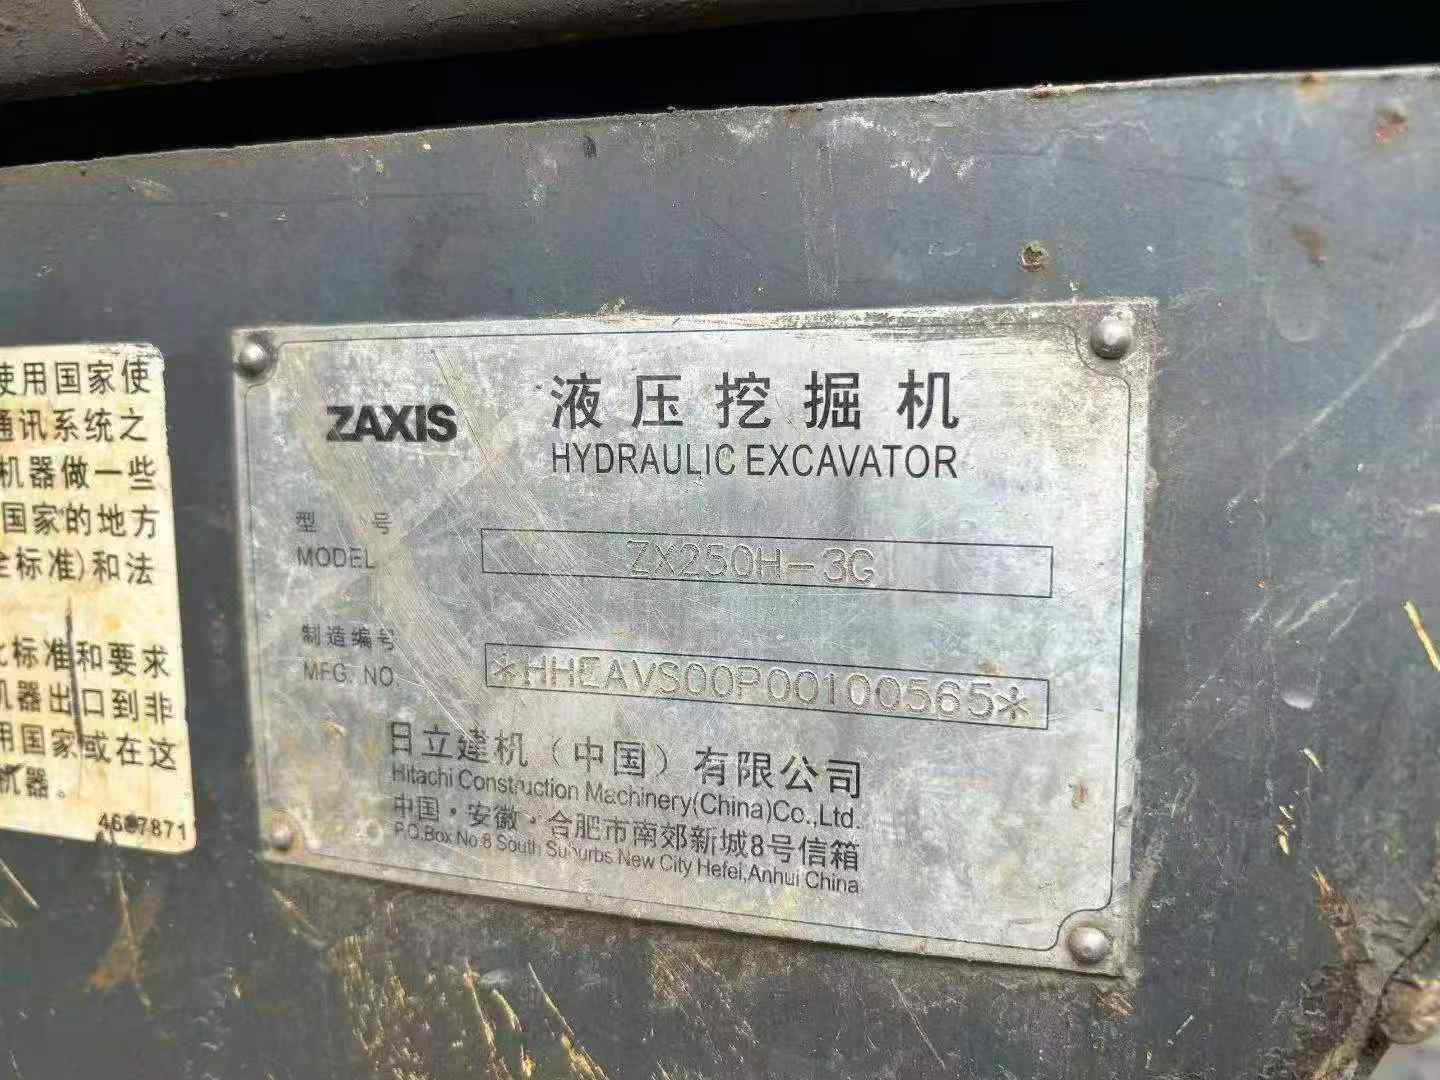 使用国家使
通讯系统之
机器做一些
国家的地方
全标准)和法
标准和要求
机器出口到非
用国家或在这
机器。
ZAXIS
液压挖掘机
HYDRAULIC EXCAVATOR
型 号
MODEL
ZX250H-3G
制造编号
MFG. NO.
*HHEAVS00P00100565*
日立建机（中国）有限公司
Hitachi Construction Machinery(China)Co.,Ltd.
中国·安徽·合肥市南郊新城8号信箱
P.O.Box No.8 South Suburbs New City Hefei,Anhui China